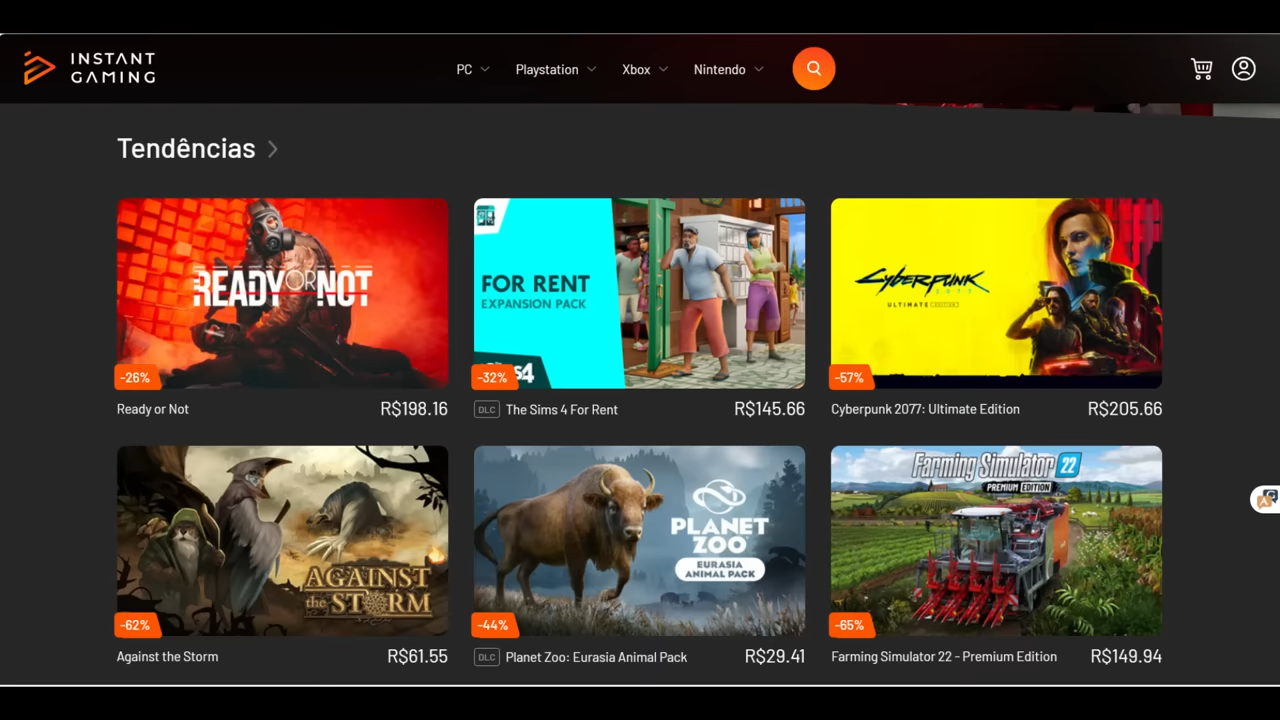 INSTANT
GAMING
PC
Playstation
Xbox
Nintendo
Tendências
READY OR NOT
-26%
Ready or Not
R$198.16
FOR RENT
EXPANSION PACK
-32%
DLC
The Sims 4 For Rent
R$145.66
CYBERPUNK
2077
ULTIMATE EDITION
-57%
Cyberpunk 2077: Ultimate Edition
R$205.66
AGAINST
the STORM
-62%
Against the Storm
R$61.55
PLANET
ZOO
EURASIA
ANIMAL PACK
-44%
DLC
Planet Zoo: Eurasia Animal Pack
R$29.41
Farming Simulator 22
PREMIUM EDITION
-65%
Farming Simulator 22 - Premium Edition
R$149.94